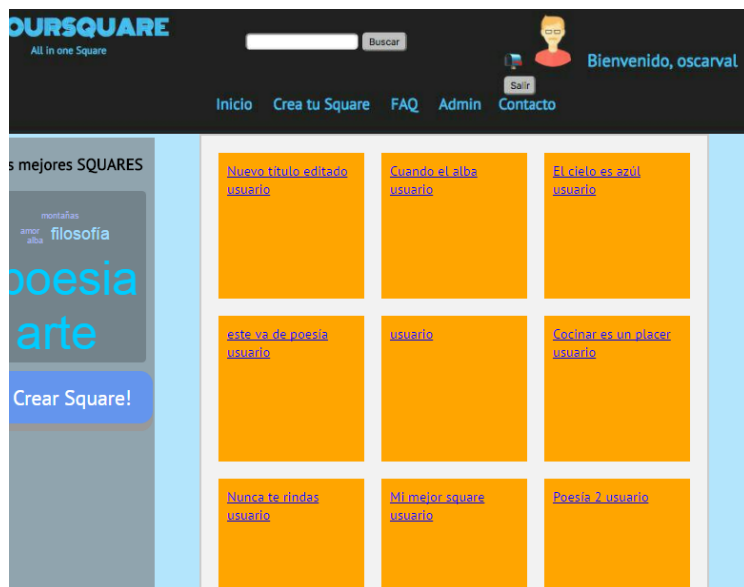 OURSQUARE
All in one Square
Buscar
Bienvenido, oscarval
Salir
Inicio Crea tu Square FAQ Admin Contacto
s mejores SQUARES
montañas
amor
alba
filosofía
poesia
arte
Crear Square!
Nuevo título editado
usuario
Cuando el alba
usuario
El cielo es azúl
usuario
este va de poesía
usuario
usuario
Cocinar es un placer
usuario
Nunca te rindas
usuario
Mi mejor square
usuario
Poesía 2 usuario